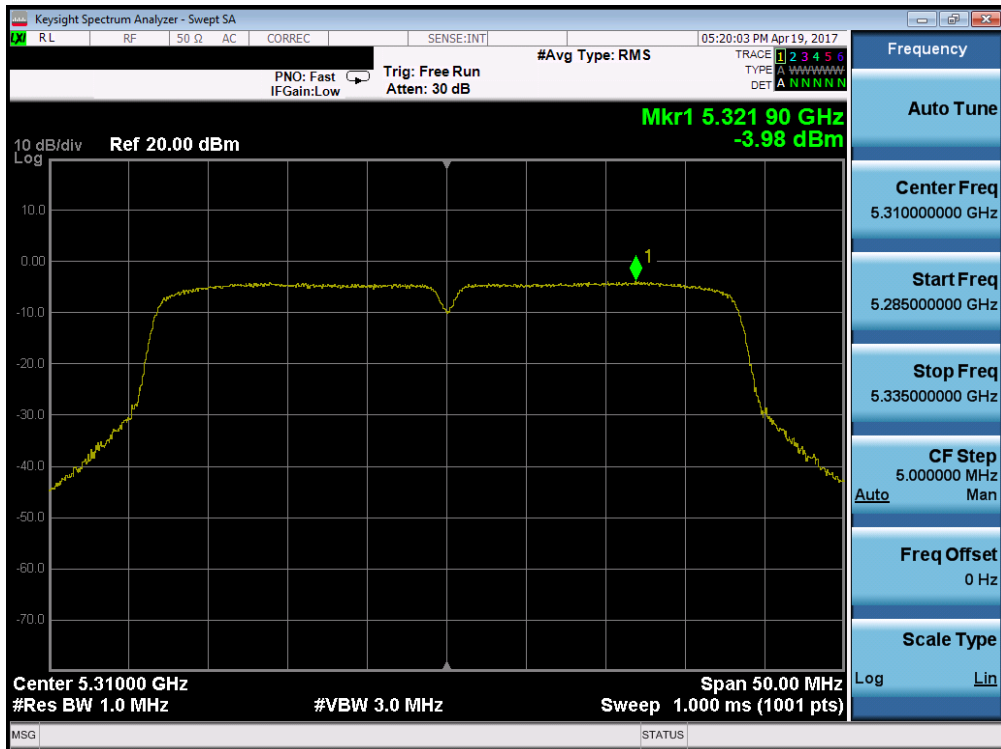 Keysight Spectrum Analyzer - Swept SA
LXI RL RF 50 Ω AC CORREC SENSE:INT 05:20:03 PM Apr 19, 2017
#Avg Type: RMS
TRACE 1 2 3 4 5 6
TYPE A WWWWW
DET A N N N N N
PNO: Fast
IFGain:Low
Trig: Free Run
Atten: 30 dB
Mkr1 5.321 90 GHz
-3.98 dBm
10 dB/div
Log
Ref 20.00 dBm
1
10.0
0.00
-10.0
-20.0
-30.0
-40.0
-50.0
-60.0
-70.0
Center 5.31000 GHz
Span 50.00 MHz
#Res BW 1.0 MHz
#VBW 3.0 MHz
Sweep 1.000 ms (1001 pts)
MSG
STATUS
Frequency
Auto Tune
Center Freq
5.310000000 GHz
Start Freq
5.285000000 GHz
Stop Freq
5.335000000 GHz
CF Step
5.000000 MHz
Auto Man
Freq Offset
0 Hz
Scale Type
Log Lin